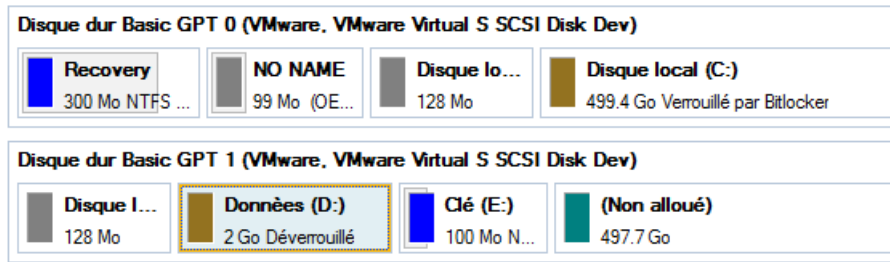 Disque dur Basic GPT 0 (VMware, VMware Virtual S SCSI Disk Dev)
Recovery
300 Mo NTFS ...
NO NAME
99 Mo (OE...
Disque lo...
128 Mo
Disque local (C:)
499.4 Go Verrouillé par Bitlocker
Disque dur Basic GPT 1 (VMware, VMware Virtual S SCSI Disk Dev)
Disque l...
128 Mo
Donnèes (D:)
2 Go Déverrouillé
Clé (E:)
100 Mo N...
(Non alloué)
497.7 Go